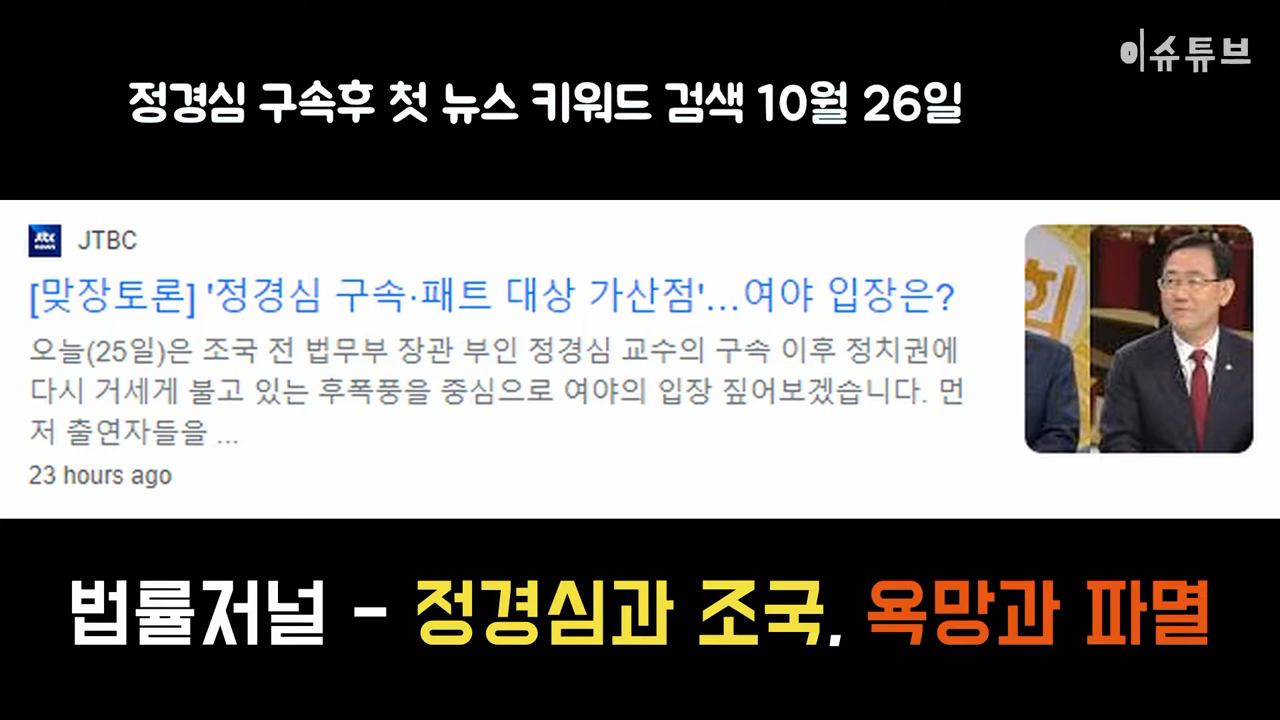 이슈튜브
정경심 구속후 첫 뉴스 키워드 검색 10월 26일
jtbc news
JTBC
[맞장토론] '정경심 구속·패트 대상 가산점'...여야 입장은?
오늘(25일)은 조국 전 법무부 장관 부인 정경심 교수의 구속 이후 정치권에
다시 거세게 불고 있는 후폭풍을 중심으로 여야의 입장 짚어보겠습니다. 먼
저 출연자들을 ...
23 hours ago
회
법률저널 - 정경심과 조국, 욕망과 파멸